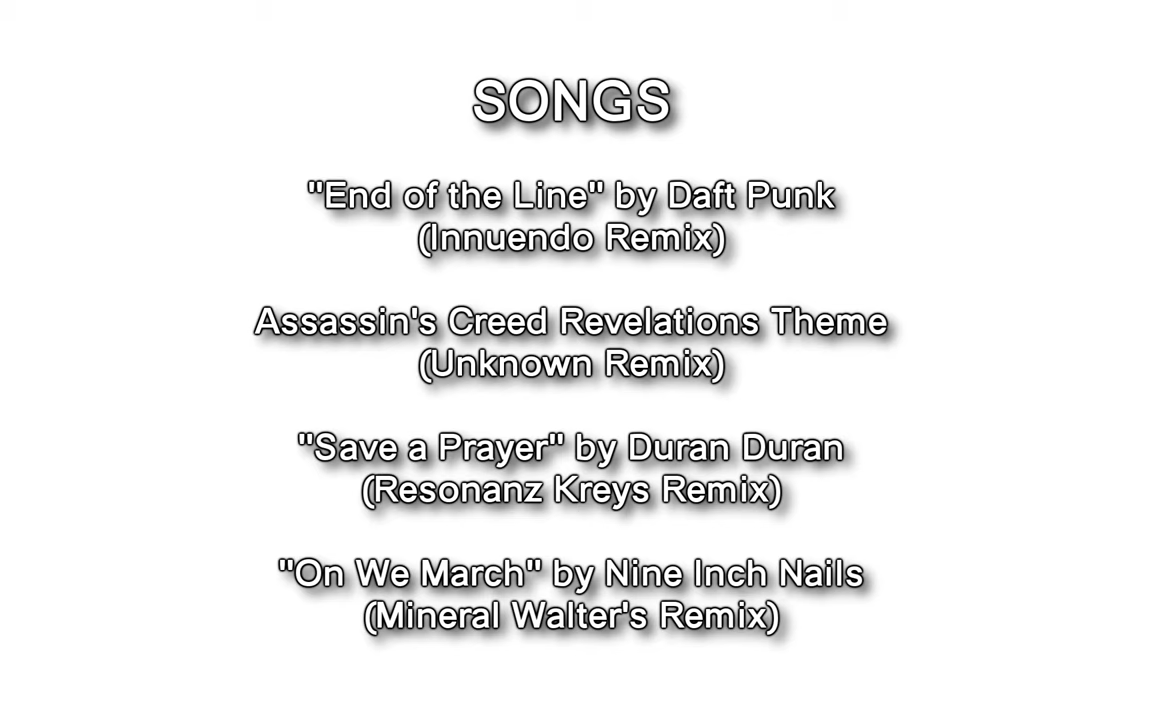 SONGS
"End of the Line" by Daft Punk
(Innuendo Remix)
Assassin's Creed Revelations Theme
(Unknown Remix)
"Save a Prayer" by Duran Duran
(Resonanz Kreys Remix)
"On We March" by Nine Inch Nails
(Mineral Walter's Remix)